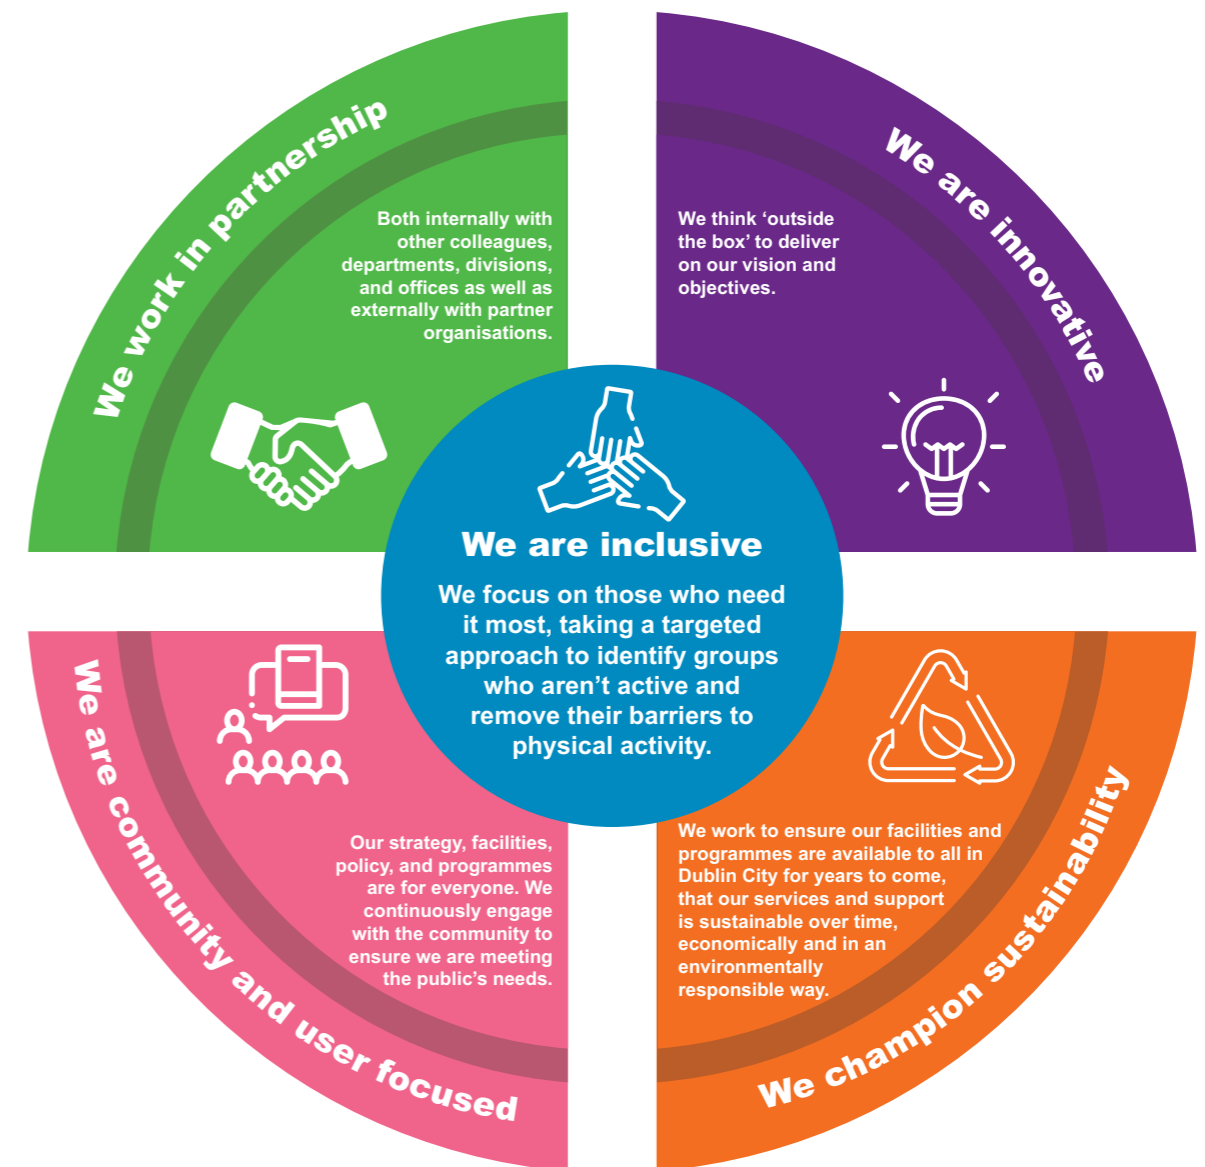 We work in partnership
Both internally with
other colleagues,
departments, divisions,
and offices as well as
externally with partner
organisations.
We are innovative
We think ‘outside
the box’ to deliver
on our vision and
objectives.
We are inclusive
We focus on those who need
it most, taking a targeted
approach to identify groups
who aren’t active and
remove their barriers to
physical activity.
We are community and user focused
Our strategy, facilities,
policy, and programmes
are for everyone. We
continuously engage
with the community to
ensure we are meeting
the public’s needs.
We champion sustainability
We work to ensure our facilities and
programmes are available to all in
Dublin City for years to come,
that our services and support
is sustainable over time,
economically and in an
environmentally
responsible way.